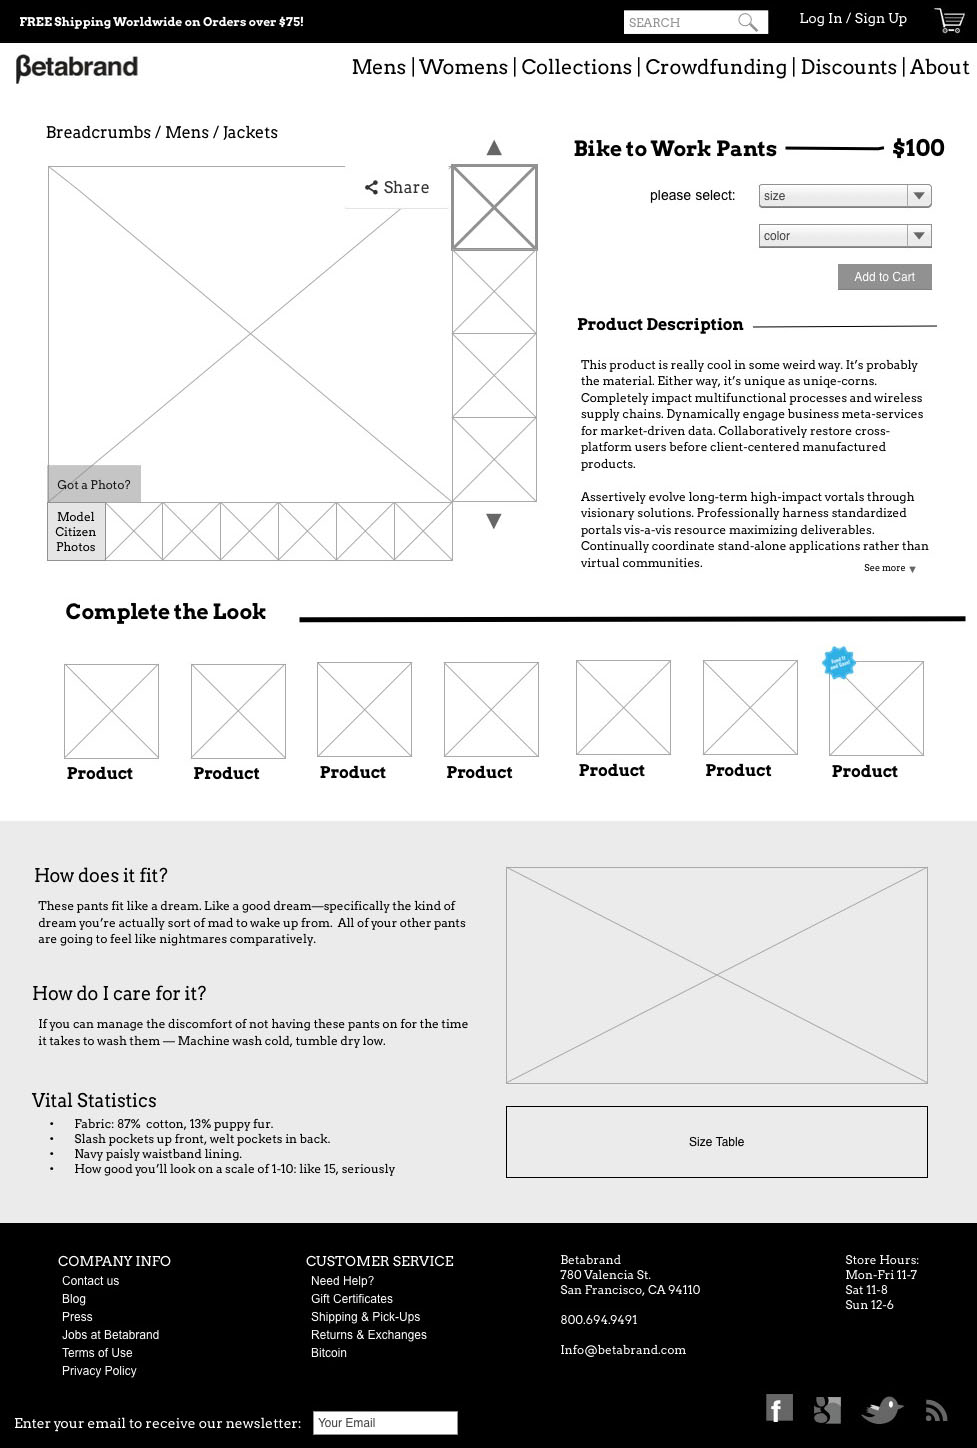 FREE Shipping Worldwide on Orders over $75!
SEARCH
Log In / Sign Up
Betabrand
Mens | Womens | Collections | Crowdfunding | Discounts | About
Breadcrumbs / Mens / Jackets
Share
Got a Photo?
Model
Citizen
Photos
Bike to Work Pants
$100
please select:
size
color
Add to Cart
Product Description
This product is really cool in some weird way. It’s probably
the material. Either way, it’s unique as uniqe-corns.
Completely impact multifunctional processes and wireless
supply chains. Dynamically engage business meta-services
for market-driven data. Collaboratively restore cross-
platform users before client-centered manufactured
products.
Assertively evolve long-term high-impact vortals through
visionary solutions. Professionally harness standardized
portals vis-a-vis resource maximizing deliverables.
Continually coordinate stand-alone applications rather than
virtual communities.
See more ▼
Complete the Look
Product
Product
Product
Product
Product
Product
Product
How does it fit?
These pants fit like a dream. Like a good dream—specifically the kind of
dream you’re actually sort of mad to wake up from.  All of your other pants
are going to feel like nightmares comparatively.
How do I care for it?
If you can manage the discomfort of not having these pants on for the time
it takes to wash them — Machine wash cold, tumble dry low.
Vital Statistics
• Fabric: 87%  cotton, 13% puppy fur.
• Slash pockets up front, welt pockets in back.
• Navy paisly waistband lining.
• How good you’ll look on a scale of 1-10: like 15, seriously
Size Table
COMPANY INFO
Contact us
Blog
Press
Jobs at Betabrand
Terms of Use
Privacy Policy
CUSTOMER SERVICE
Need Help?
Gift Certificates
Shipping & Pick-Ups
Returns & Exchanges
Bitcoin
Betabrand
780 Valencia St.
San Francisco, CA 94110
800.694.9491
Info@betabrand.com
Store Hours:
Mon-Fri 11-7
Sat 11-8
Sun 12-6
Enter your email to receive our newsletter:
Your Email